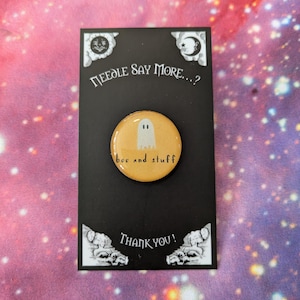 Needle Say More...?
boo and stuff
Thank you!